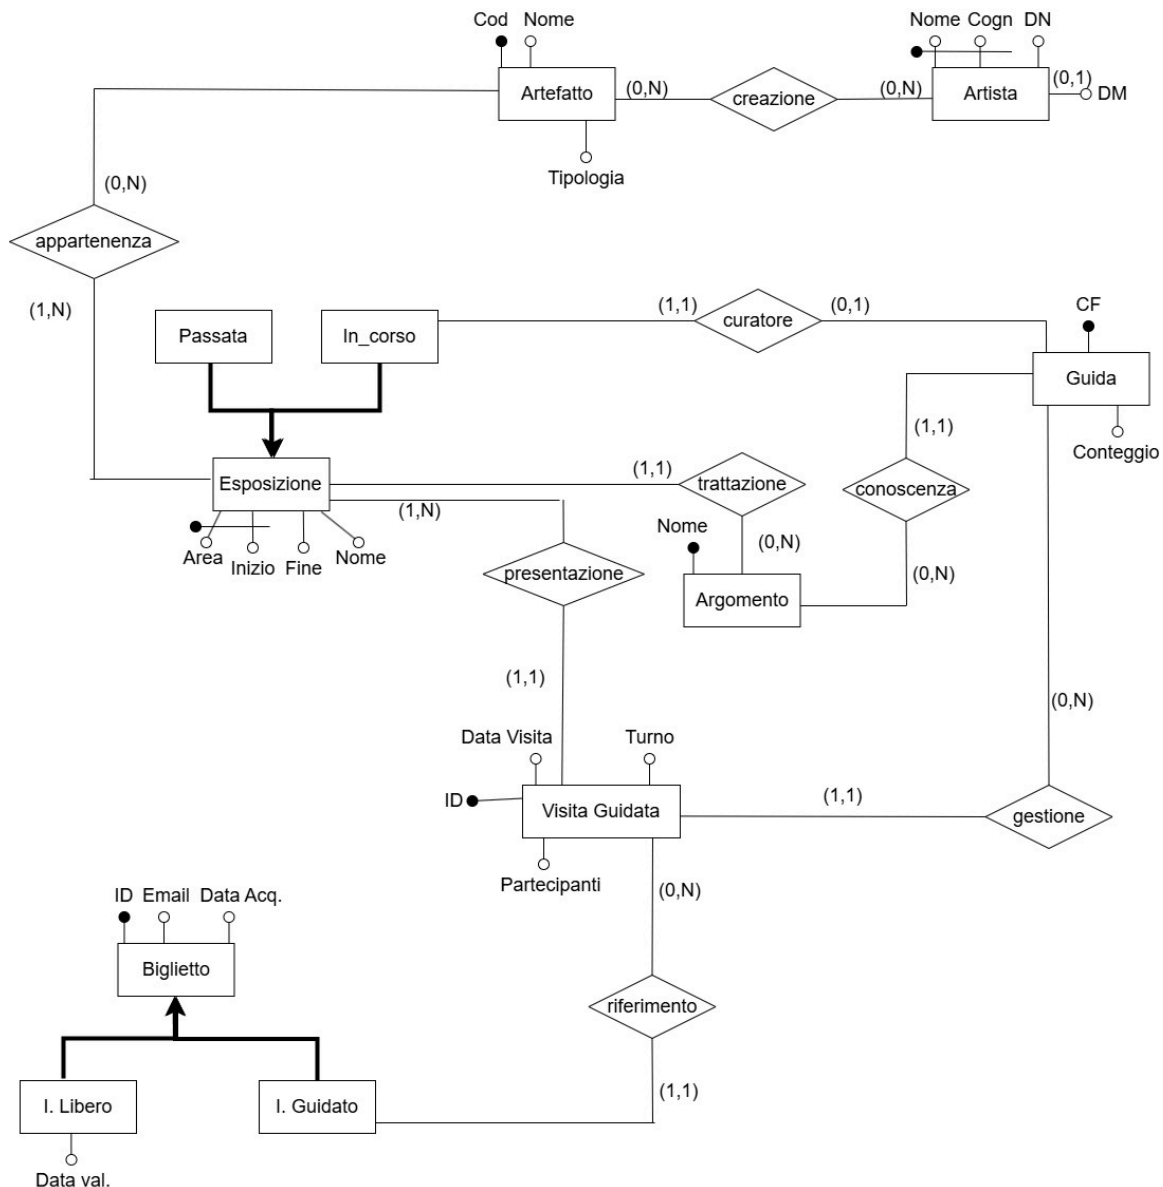 Cod Nome
Nome Cogn DN
Artefatto
(0,N)
creazione
(0,N)
Artista
(0,1)
DM
Tipologia
(0,N)
appartenenza
(1,N)
Passata
In_corso
(1,1)
curatore
(0,1)
CF
Guida
Conteggio
(1,1)
conoscenza
(0,N)
Esposizione
(1,1)
trattazione
(0,N)
(1,N)
Area
Inizio
Fine
Nome
presentazione
Nome
Argomento
(1,1)
(0,N)
Data Visita
Turno
ID
Visita Guidata
(1,1)
gestione
Partecipanti
(0,N)
ID Email Data Acq.
Biglietto
riferimento
I. Libero
I. Guidato
(1,1)
Data val.